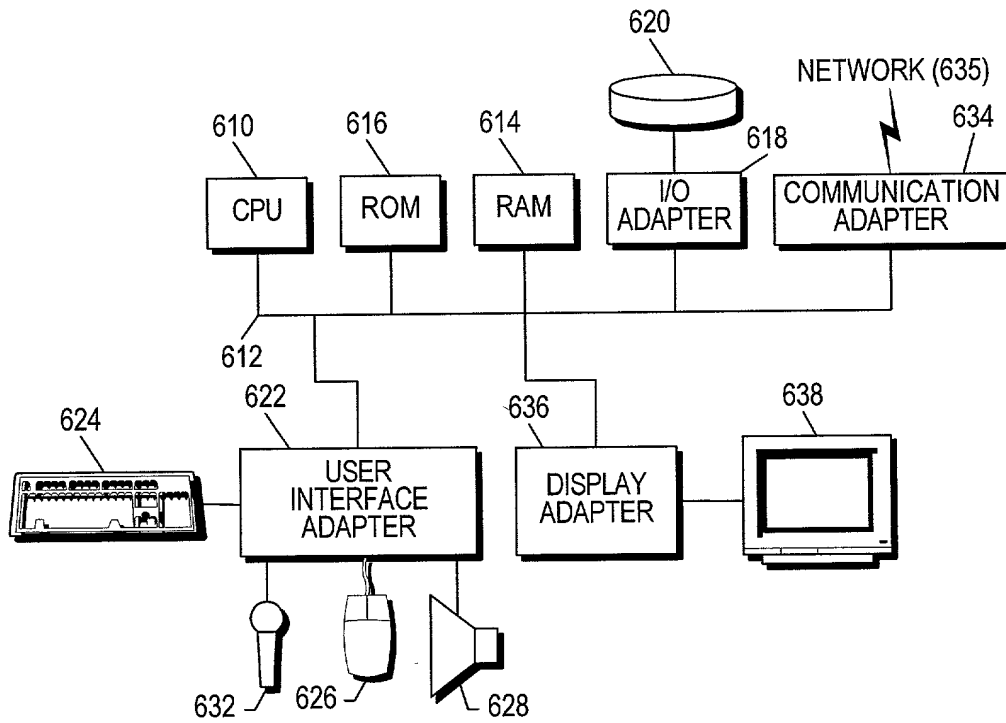 620
NETWORK (635)
610
616
614
618
634
CPU
ROM
RAM
I/O
ADAPTER
COMMUNICATION
ADAPTER
612
622
636
638
624
USER
INTERFACE
ADAPTER
DISPLAY
ADAPTER
632
626
628